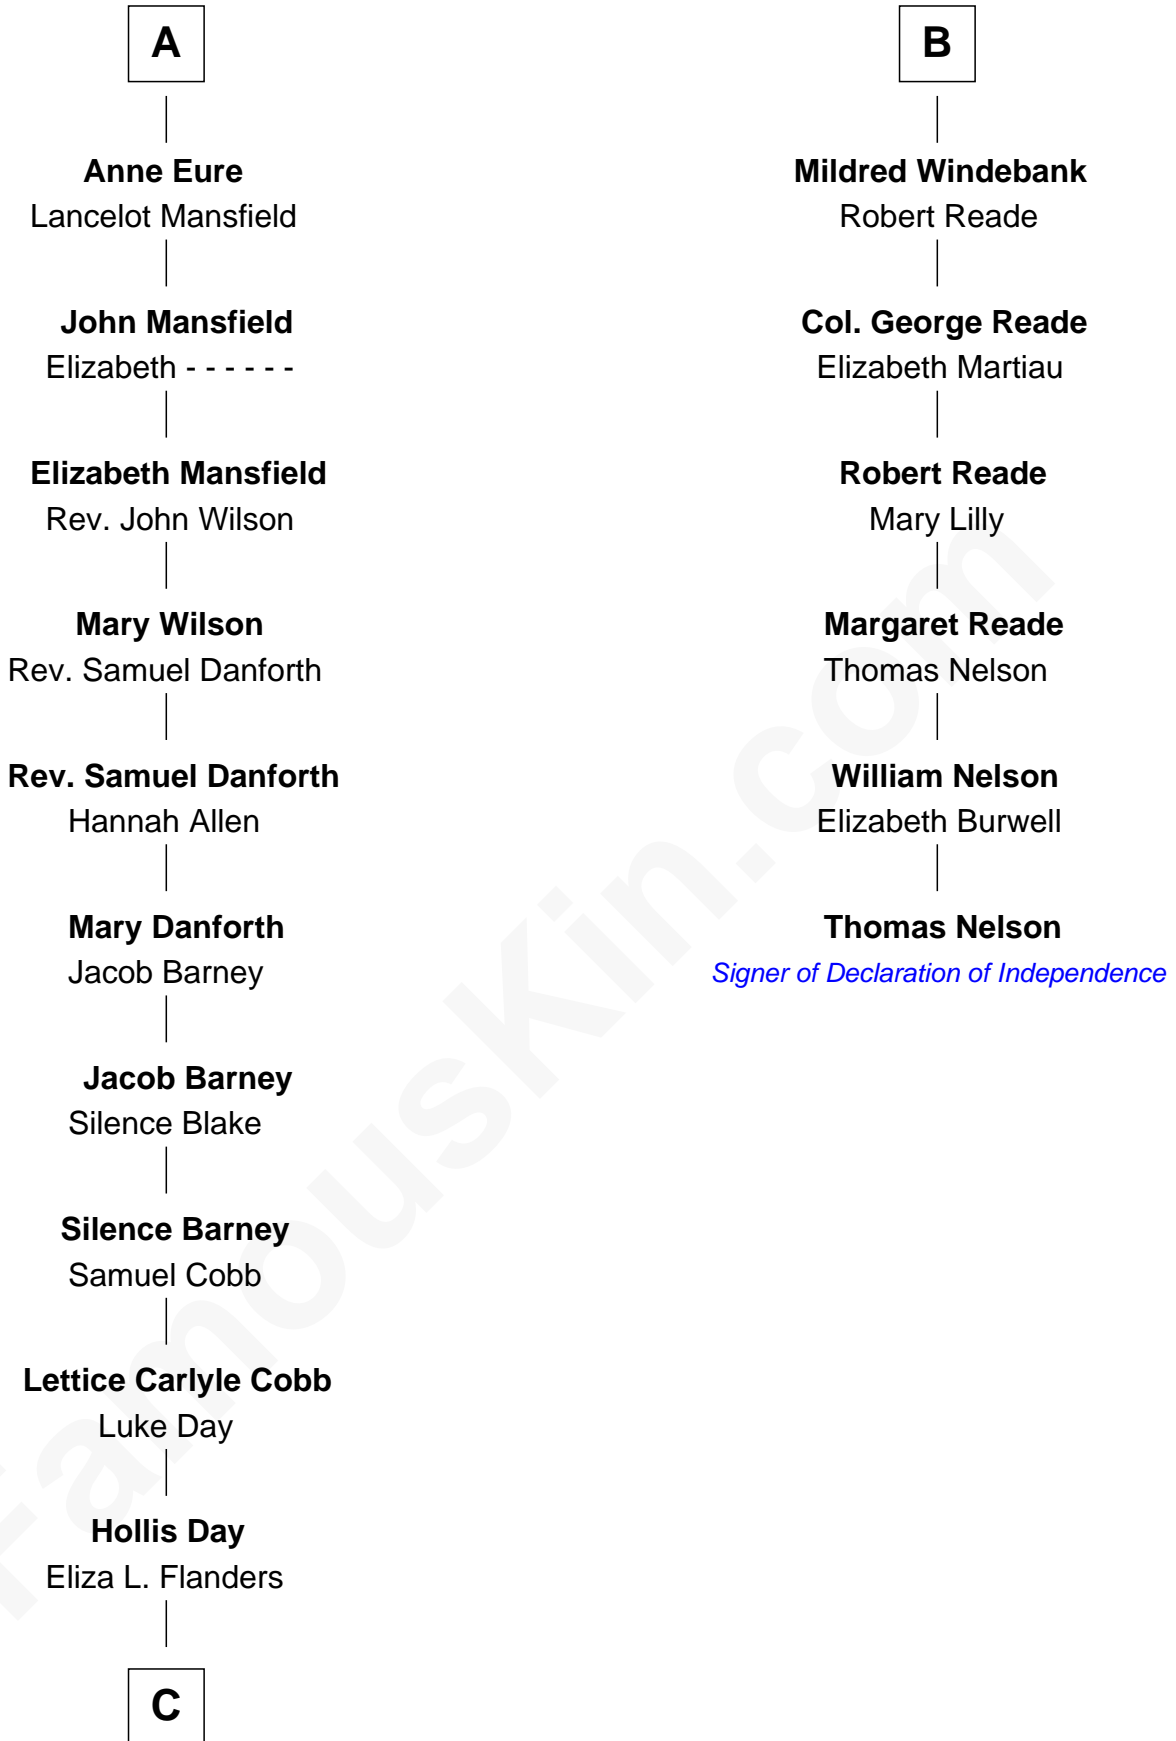 A
Anne Eure
Lancelot Mansfield
John Mansfield
Elizabeth - - - - - -
Elizabeth Mansfield
Rev. John Wilson
Mary Wilson
Rev. Samuel Danforth
Rev. Samuel Danforth
Hannah Allen
Mary Danforth
Jacob Barney
Jacob Barney
Silence Blake
Silence Barney
Samuel Cobb
Lettice Carlyle Cobb
Luke Day
Hollis Day
Eliza L. Flanders
C
B
Mildred Windebank
Robert Reade
Col. George Reade
Elizabeth Martiau
Robert Reade
Mary Lilly
Margaret Reade
Thomas Nelson
William Nelson
Elizabeth Burwell
Thomas Nelson
Signer of Declaration of Independence
FamousKin.com